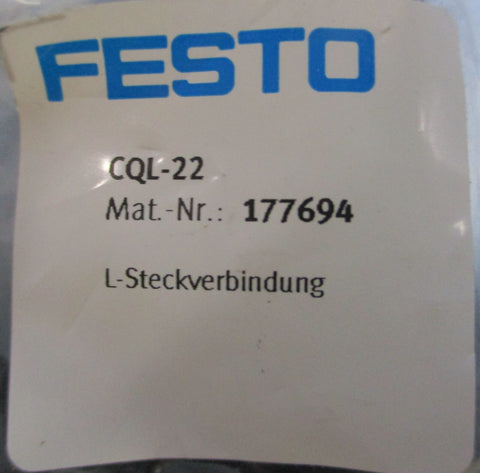 FESTO
CQL-22
Mat.-Nr.: 177694
L-Steckverbindung